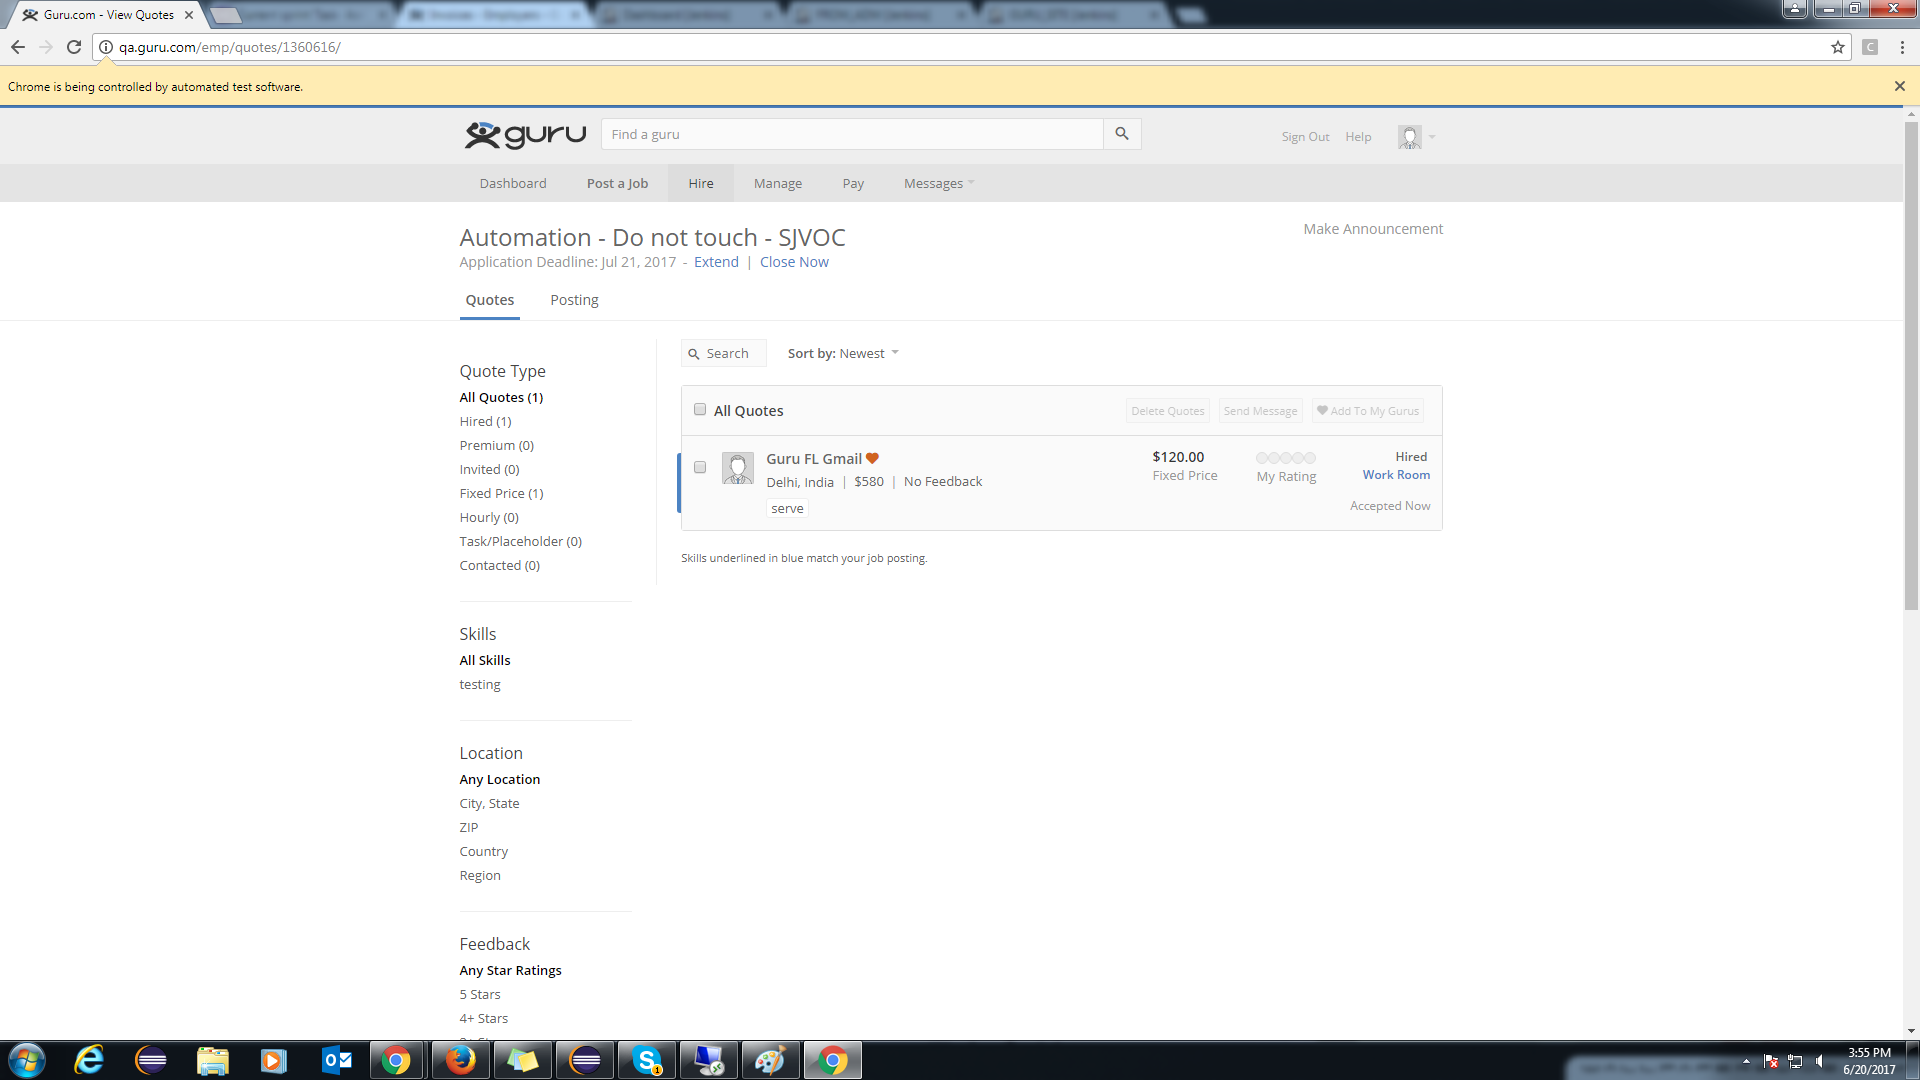 Guru.com - View Quotes
qa.guru.com/emp/quotes/1360616/
C
Chrome is being controlled by automated test software.
guru
Find a guru
Sign Out Help
Dashboard Post a Job Hire Manage Pay Messages
Automation - Do not touch - SJVOC
Make Announcement
Application Deadline: Jul 21, 2017 - Extend | Close Now
Quotes Posting
Search Sort by: Newest
Quote Type
All Quotes (1)
Hired (1)
Premium (0)
Invited (0)
Fixed Price (1)
Hourly (0)
Task/Placeholder (0)
Contacted (0)
All Quotes Delete Quotes Send Message Add To My Gurus
Guru FL Gmail $120.00 Hired
Delhi, India | $580 | No Feedback Fixed Price My Rating Work Room
serve Accepted Now
Skills underlined in blue match your job posting.
Skills
All Skills
testing
Location
Any Location
City, State
ZIP
Country
Region
Feedback
Any Star Ratings
5 Stars
4+ Stars
3:55 PM
6/20/2017